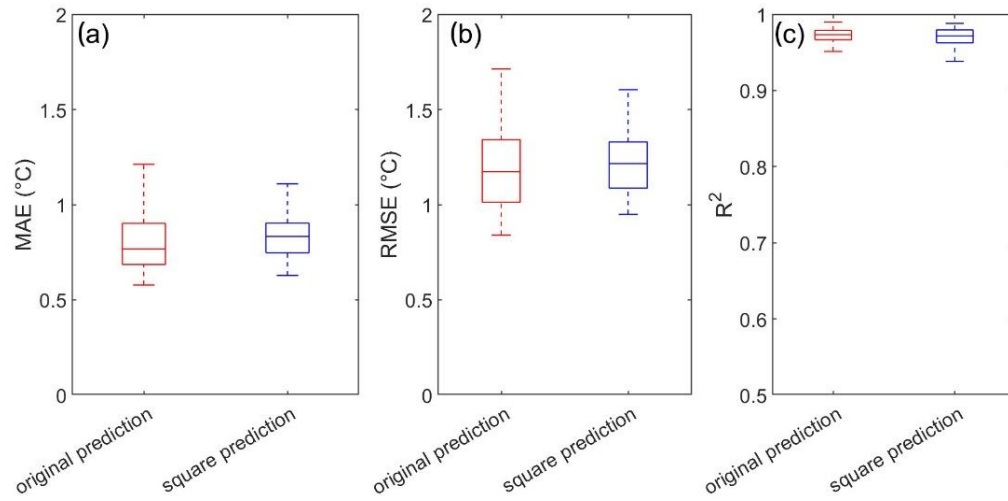 (a)
MAE (°C)
2
1.5
1
0.5
0
original prediction
square prediction
(b)
RMSE (°C)
2
1.5
1
0.5
0
original prediction
square prediction
(c)
R²
1
0.9
0.8
0.7
0.6
0.5
original prediction
square prediction